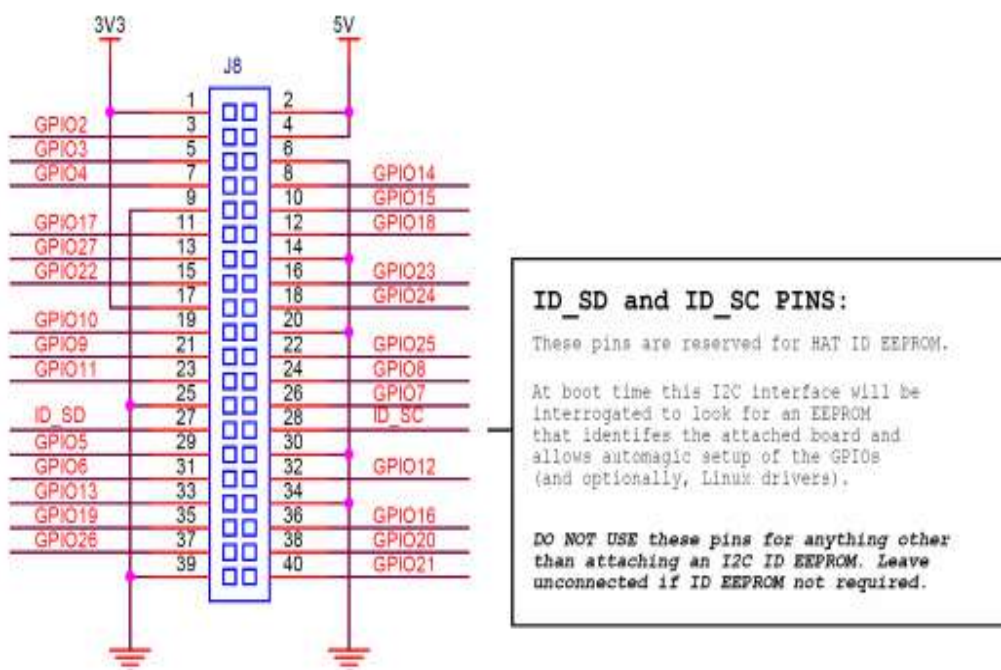 3V3 5V
J8
1 2
GPIO2 3 4
GPIO3 5 6
GPIO4 7 8 GPIO14
9 10 GPIO15
GPIO17 11 12 GPIO18
GPIO27 13 14
GPIO22 15 16 GPIO23
17 18 GPIO24
GPIO10 19 20
GPIO9 21 22 GPIO25
GPIO11 23 24 GPIO8
25 26 GPIO7
ID_SD 27 28 ID_SC
GPIO5 29 30
GPIO6 31 32 GPIO12
GPIO13 33 34
GPIO19 35 36 GPIO16
GPIO26 37 38 GPIO20
39 40 GPIO21
ID_SD and ID_SC PINS:
These pins are reserved for HAT ID EEPROM.
At boot time this I2C interface will be
interrogated to look for an EEPROM
that identifes the attached board and
allows automagic setup of the GPIOs
(and optionally, Linux drivers).
DO NOT USE these pins for anything other
than attaching an I2C ID EEPROM. Leave
unconnected if ID EEPROM not required.